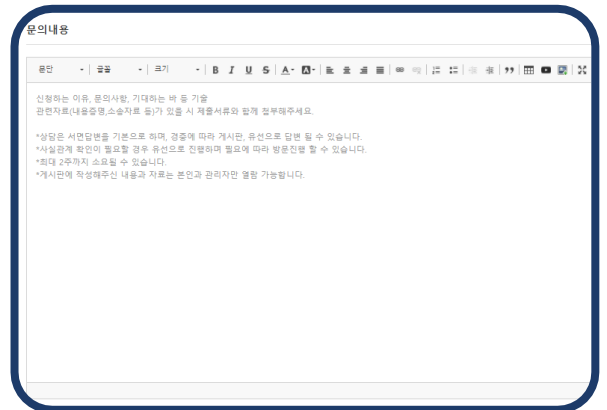 문의내용
문단 글꼴 크기 B I U S A A
신청하는 이유, 문의사항, 기대하는 바 등 기술
관련자료(내용증명,소송자료 등)가 있을 시 제출서류와 함께 첨부해주세요.
*상담은 서면답변을 기본으로 하며, 경중에 따라 게시판, 유선으로 답변 될 수 있습니다.
*사실관계 확인이 필요할 경우 유선으로 진행하며 필요에 따라 방문진행 할 수 있습니다.
*최대 2주까지 소요될 수 있습니다.
*게시판에 작성해주신 내용과 자료는 본인과 관리자만 열람 가능합니다.